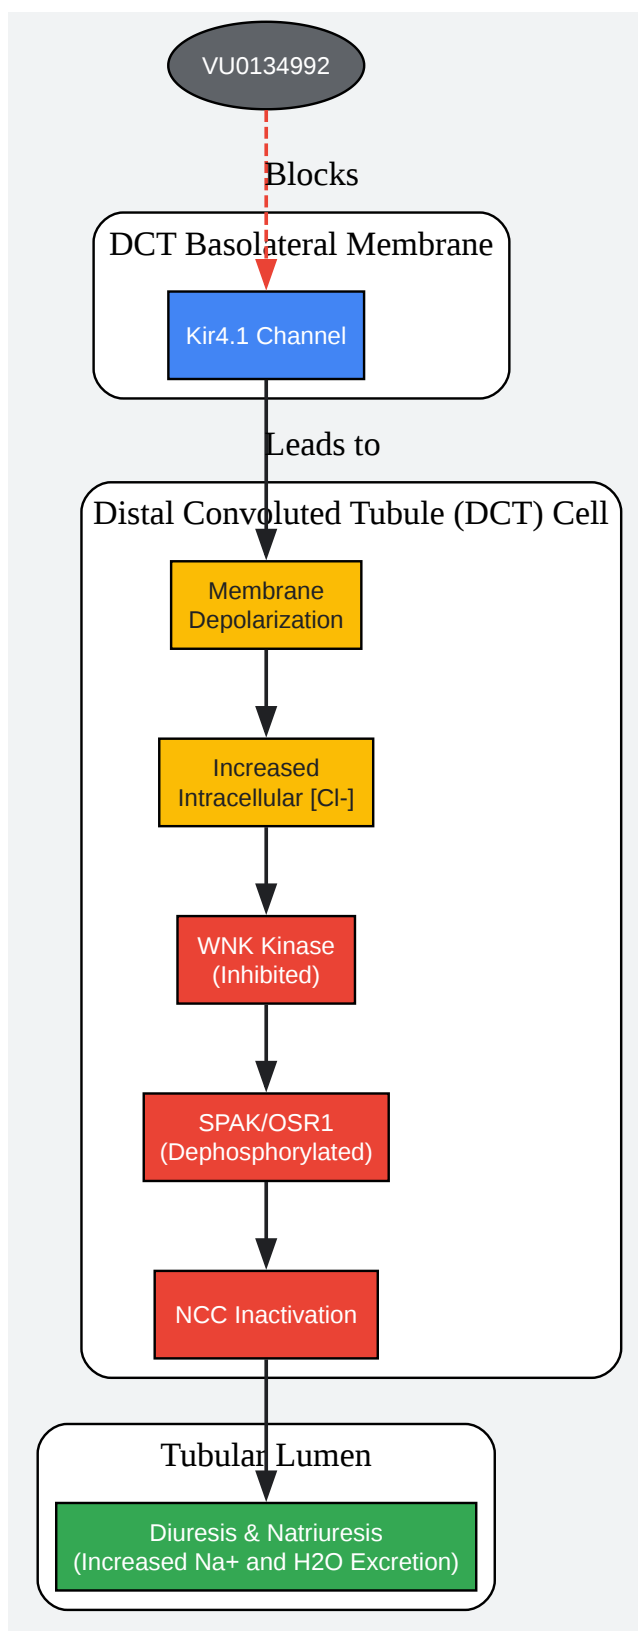 VU0134992
Blocks
DCT Basolateral Membrane
Kir4.1 Channel
Leads to
Distal Convoluted Tubule (DCT) Cell
Membrane
Depolarization
Increased
Intracellular [Cl-]
WNK Kinase
(Inhibited)
SPAK/OSR1
(Dephosphorylated)
NCC Inactivation
Tubular Lumen
Diuresis & Natriuresis
(Increased Na+ and H2O Excretion)